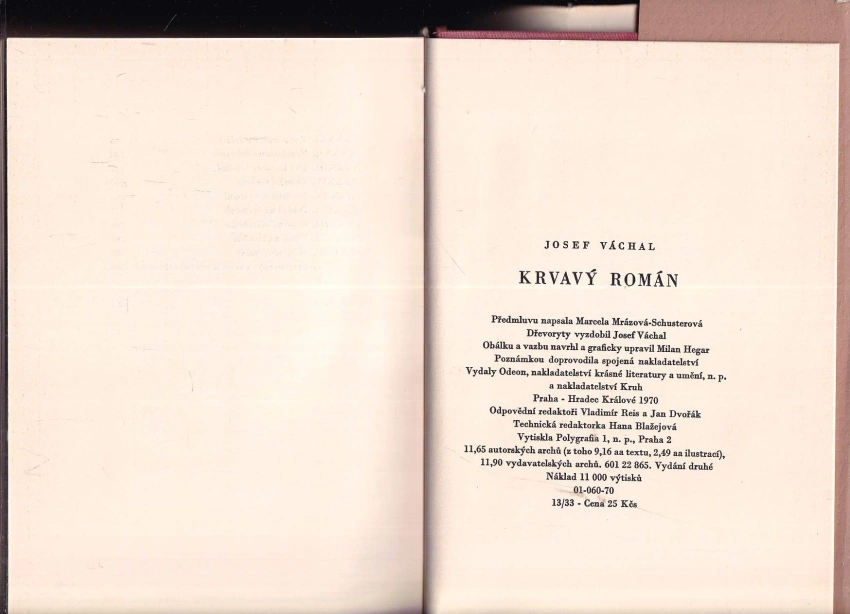 JOSEF VÁCHAL
KRVAVÝ ROMÁN
Předmluvu napsala Marcela Mrázová-Schusterová
Dřevoryty vyzdobil Josef Váchal
Obálku a vazbu navrhl a graficky upravil Milan Hegar
Poznámkou doprovodila spojená nakladatelství
Vydaly Odeon, nakladatelství krásné literatury a umění, n. p.
a nakladatelství Kruh
Praha - Hradec Králové 1970
Odpovědní redaktoři Vladimír Reis a Jan Dvořák
Technická redaktorka Hana Blažejová
Vytiskla Polygrafia 1, n. p., Praha 2
11,65 autorských archů (z toho 9,16 aa textu, 2,49 aa ilustrací),
11,90 vydavatelských archů. 601 22 865. Vydání druhé
Náklad 11 000 výtisků
01-060-70
13/33 - Cena 25 Kčs